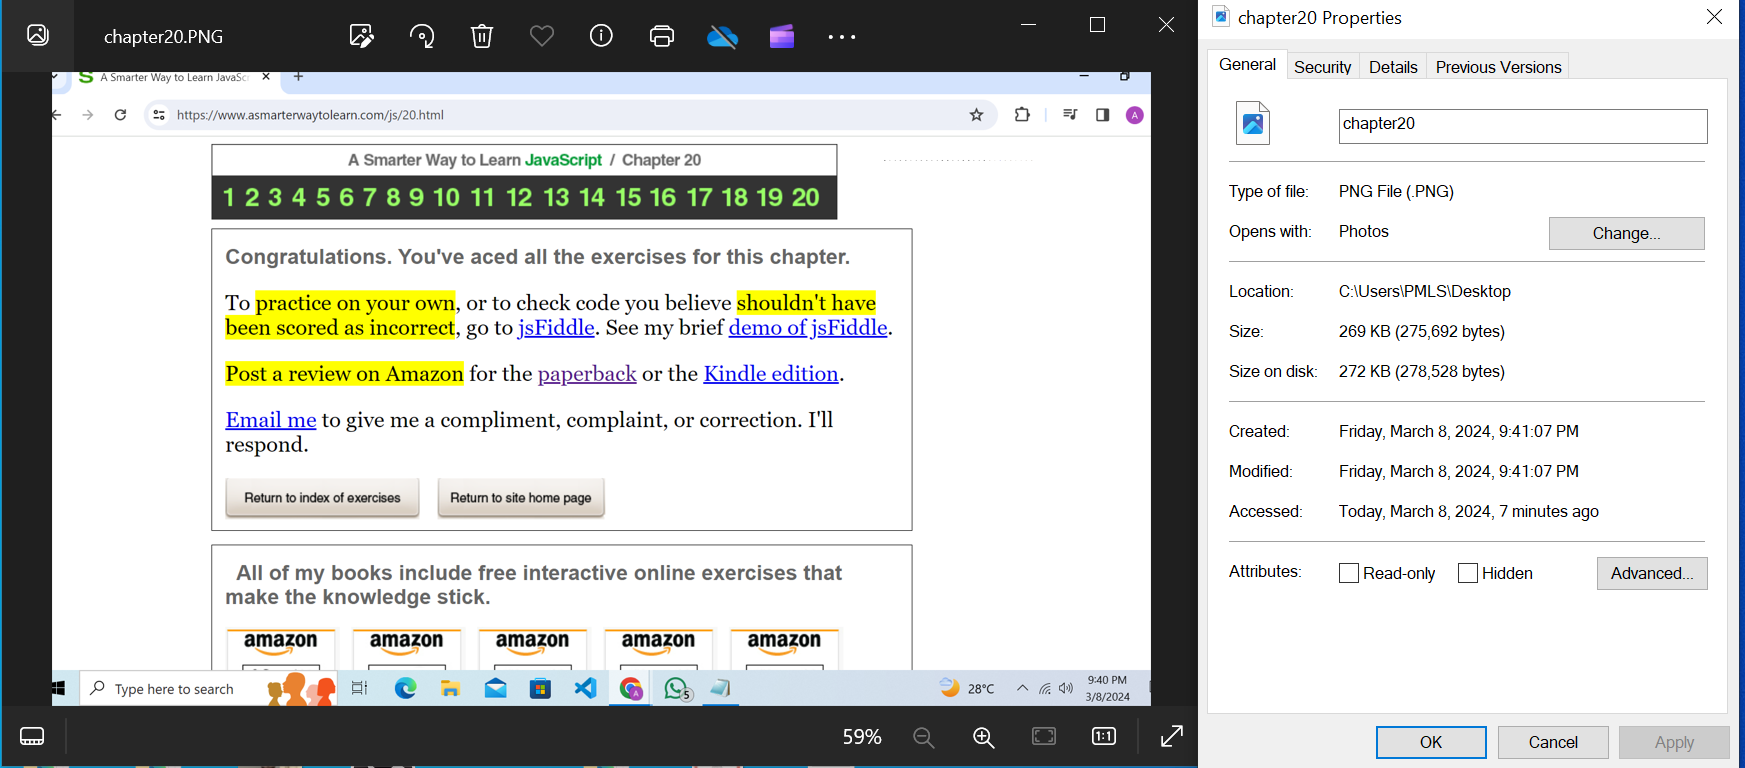 chapter20.PNG
A Smarter Way to Learn JavaSc
https://www.asmarterwaytolearn.com/js/20.html
A
A Smarter Way to Learn JavaScript / Chapter 20
1 2 3 4 5 6 7 8 9 10 11 12 13 14 15 16 17 18 19 20
Congratulations. You've aced all the exercises for this chapter.
To practice on your own, or to check code you believe shouldn't have
been scored as incorrect, go to jsFiddle. See my brief demo of jsFiddle.
Post a review on Amazon for the paperback or the Kindle edition.
Email me to give me a compliment, complaint, or correction. I'll
respond.
Return to index of exercises Return to site home page
All of my books include free interactive online exercises that
make the knowledge stick.
amazon amazon amazon amazon amazon
Type here to search
A
5
28°C
9:40 PM
3/8/2024
59%
1:1
chapter20 Properties
General Security Details Previous Versions
chapter20
Type of file: PNG File (.PNG)
Opens with: Photos Change...
Location: C:\Users\PMLS\Desktop
Size: 269 KB (275,692 bytes)
Size on disk: 272 KB (278,528 bytes)
Created: Friday, March 8, 2024, 9:41:07 PM
Modified: Friday, March 8, 2024, 9:41:07 PM
Accessed: Today, March 8, 2024, 7 minutes ago
Attributes: Read-only Hidden Advanced...
OK Cancel Apply